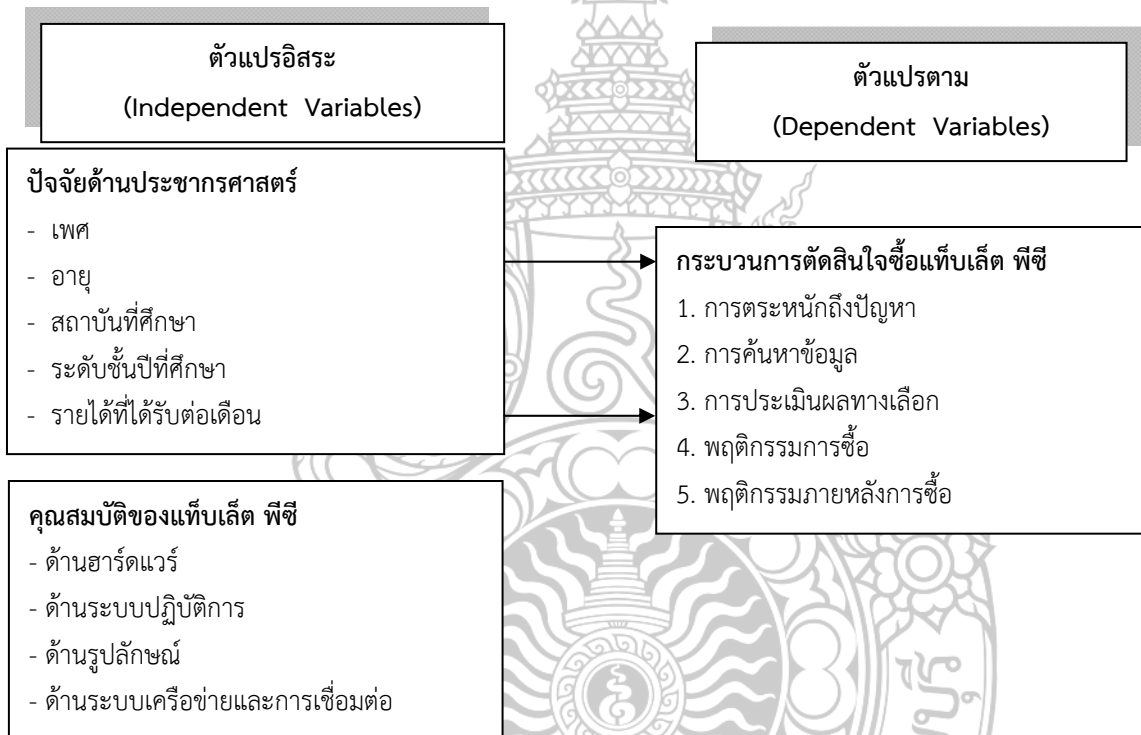 ตัวแปรอิสระ
(Independent Variables)
ตัวแปรตาม
(Dependent Variables)
ปัจจัยด้านประชากรศาสตร์
- เพศ
- อายุ
- สถาบันที่ศึกษา
- ระดับชั้นปีที่ศึกษา
- รายได้ที่ได้รับต่อเดือน
กระบวนการตัดสินใจซื้อแท็บเล็ต พีซี
1. การตระหนักถึงปัญหา
2. การค้นหาข้อมูล
3. การประเมินผลทางเลือก
4. พฤติกรรมการซื้อ
5. พฤติกรรมภายหลังการซื้อ
คุณสมบัติของแท็บเล็ต พีซี
- ด้านฮาร์ดแวร์
- ด้านระบบปฏิบัติการ
- ด้านรูปลักษณ์
- ด้านระบบเครือข่ายและการเชื่อมต่อ